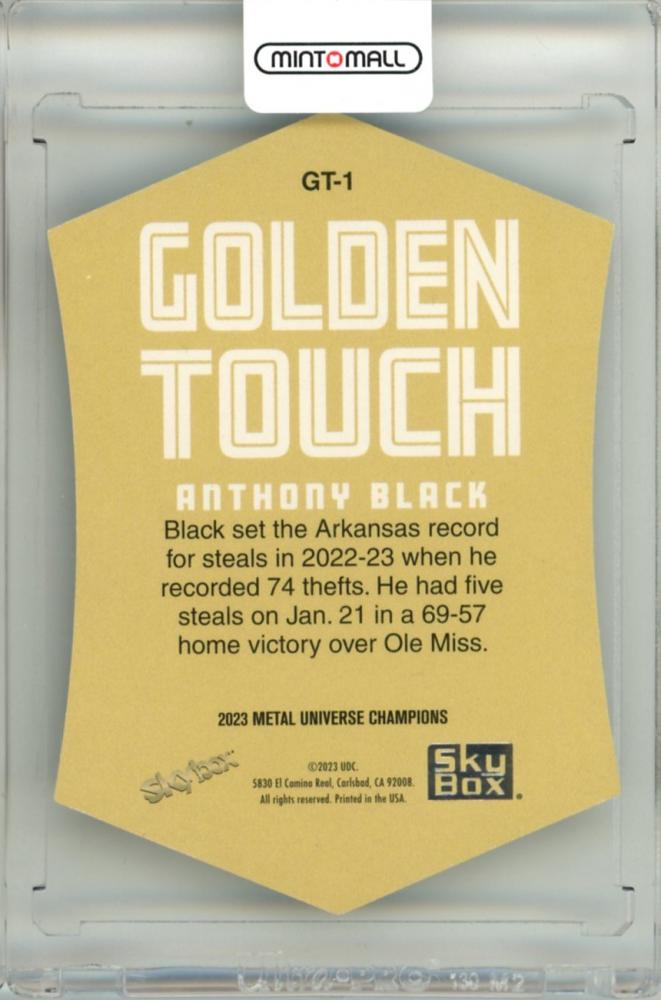 MINTOMALL
GT-1
GOLDEN
TOUCH
ANTHONY BLACK
Black set the Arkansas record
for steals in 2022-23 when he
recorded 74 thefts. He had five
steals on Jan. 21 in a 69-57
home victory over Ole Miss.
2023 METAL UNIVERSE CHAMPIONS
Skybox
©2023 UDC.
5830 El Camino Real, Carlsbad, CA 92008.
All rights reserved. Printed in the USA.
Sky
Box
Ultra-PRO 130